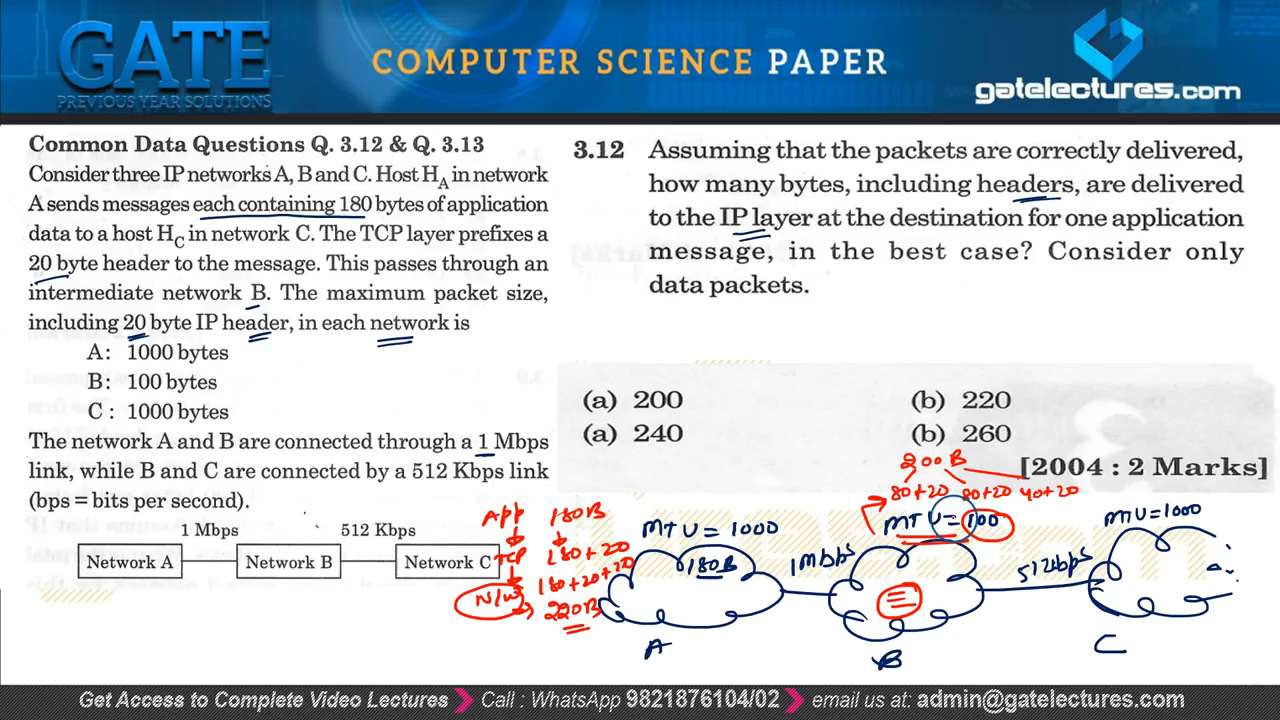 GATE
PREVIOUS YEAR SOLUTIONS
COMPUTER SCIENCE PAPER
gatelectures.com
Common Data Questions Q. 3.12 & Q. 3.13
Consider three IP networks A, B and C. Host HA in network
A sends messages each containing 180 bytes of application
data to a host HC in network C. The TCP layer prefixes a
20 byte header to the message. This passes through an
intermediate network B. The maximum packet size,
including 20 byte IP header, in each network is
A: 1000 bytes
B: 100 bytes
C: 1000 bytes
The network A and B are connected through a 1 Mbps
link, while B and C are connected by a 512 Kbps link
(bps = bits per second).
1 Mbps 512 Kbps
Network A Network B Network C
3.12 Assuming that the packets are correctly delivered,
how many bytes, including headers, are delivered
to the IP layer at the destination for one application
message, in the best case? Consider only
data packets.
(a) 200 (b) 220
(a) 240 (b) 260
[2004 : 2 Marks]
200 B
80+20 80+20 40+20
App 180B
TCP 180+20
180+20+20
N/W 220B
MTU = 1000
180B
A
1Mbps
MTU = 100
B
512kbps
MTU = 1000
C
Get Access to Complete Video Lectures Call : WhatsApp 9821876104/02 email us at: admin@gatelectures.com